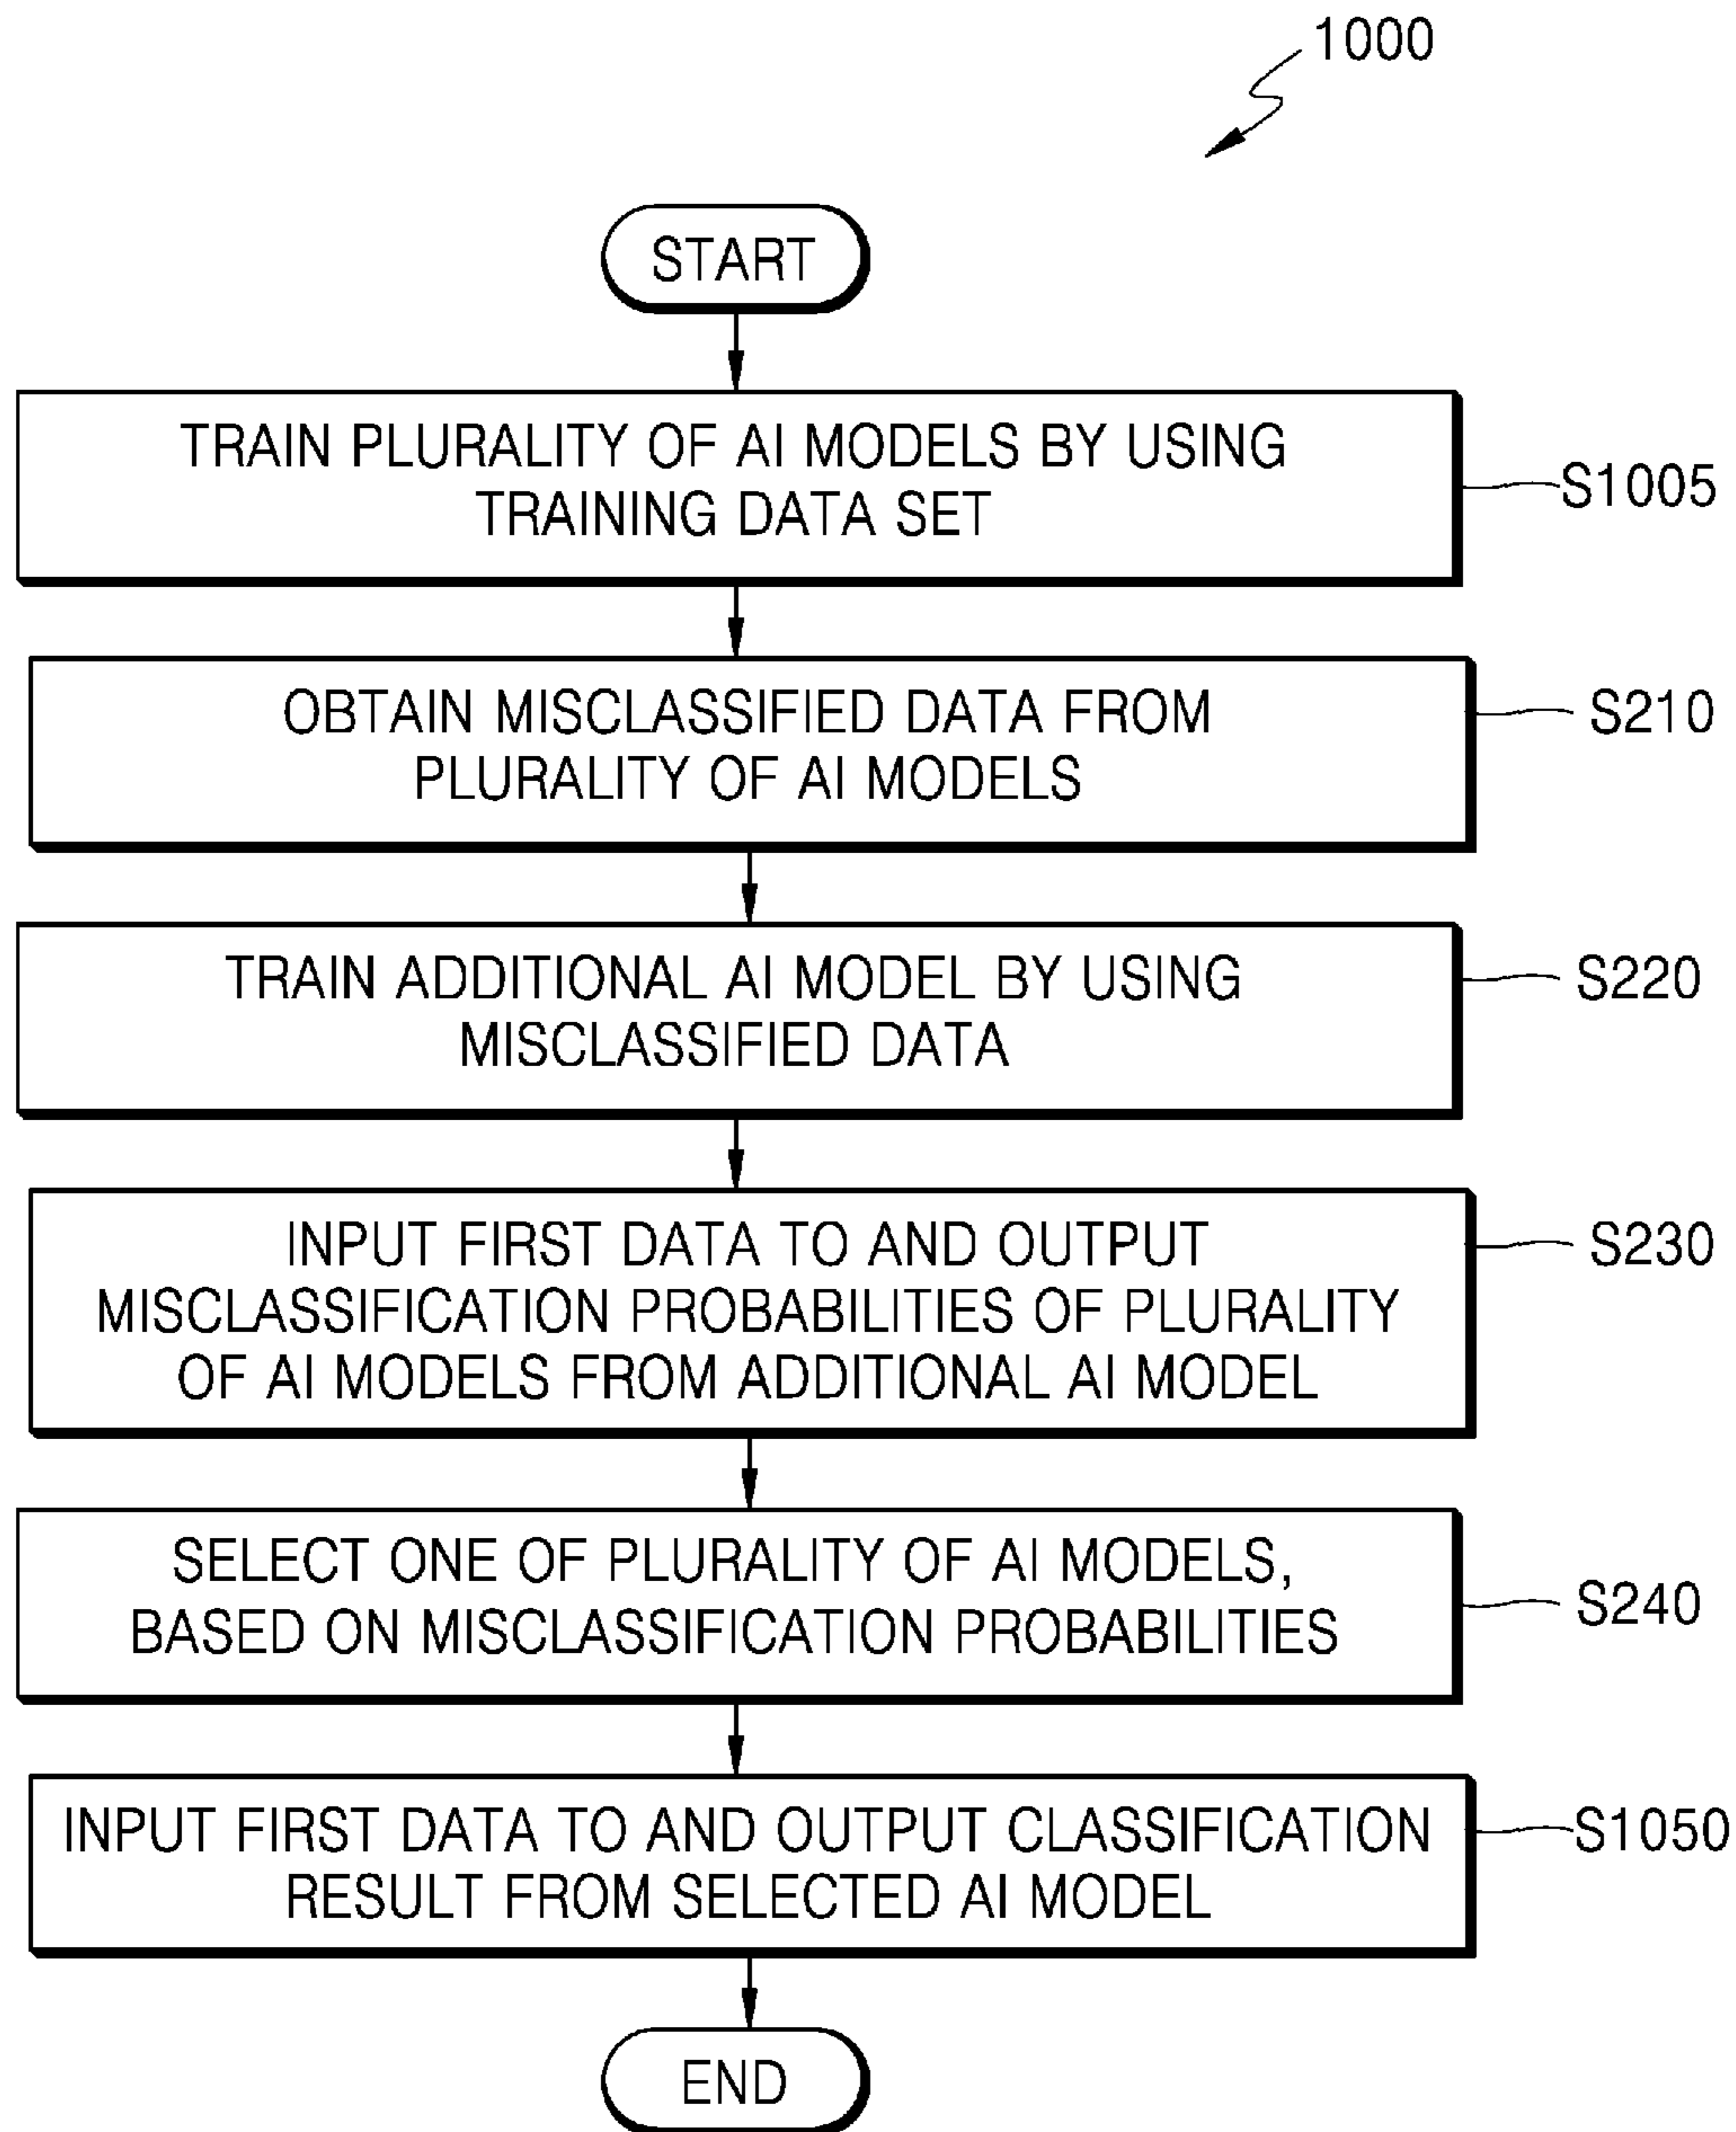 1000
START
TRAIN PLURALITY OF AI MODELS BY USING
TRAINING DATA SET
S1005
OBTAIN MISCLASSIFIED DATA FROM
PLURALITY OF AI MODELS
S210
TRAIN ADDITIONAL AI MODEL BY USING
MISCLASSIFIED DATA
S220
INPUT FIRST DATA TO AND OUTPUT
MISCLASSIFICATION PROBABILITIES OF PLURALITY
OF AI MODELS FROM ADDITIONAL AI MODEL
S230
SELECT ONE OF PLURALITY OF AI MODELS,
BASED ON MISCLASSIFICATION PROBABILITIES
S240
INPUT FIRST DATA TO AND OUTPUT CLASSIFICATION
RESULT FROM SELECTED AI MODEL
S1050
END